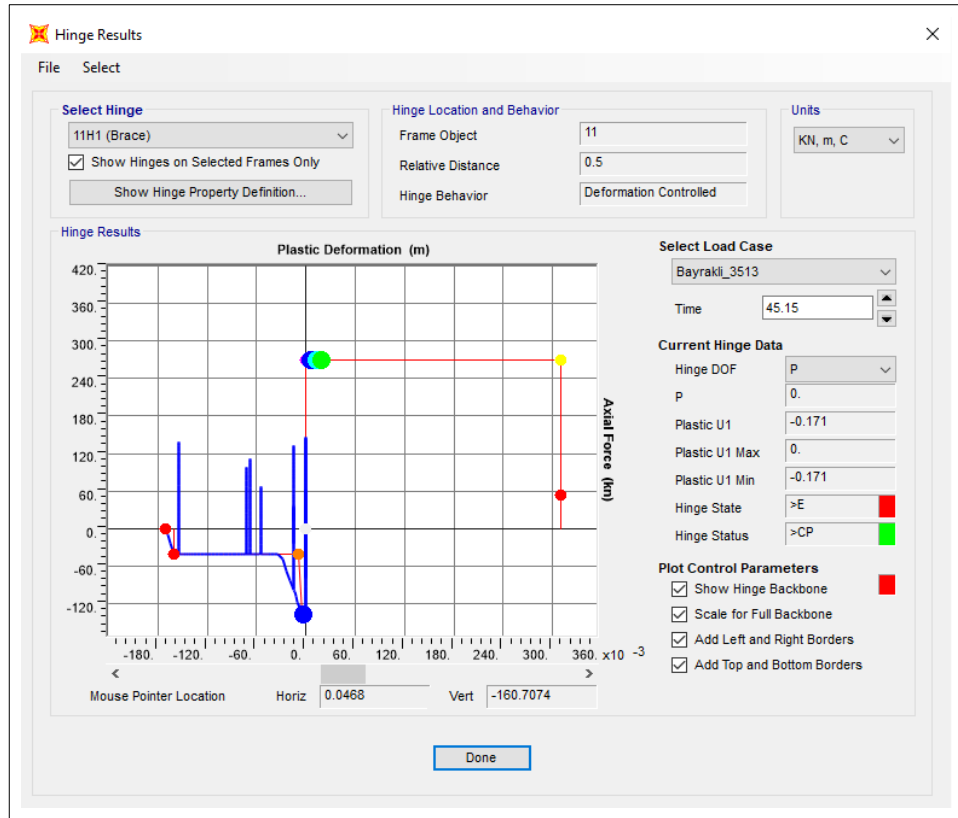 Hinge Results
File Select
Select Hinge
11H1 (Brace)
Show Hinges on Selected Frames Only
Show Hinge Property Definition...
Hinge Location and Behavior
Frame Object 11
Relative Distance 0.5
Hinge Behavior Deformation Controlled
Units
KN, m, C
Hinge Results
Plastic Deformation (m)
420.
360.
300.
240.
180.
120.
60.
0.
-60.
-120.
Axial Force (km)
-180. -120. -60. 0. 60. 120. 180. 240. 300. 360. x10 -3
< >
Mouse Pointer Location Horiz 0.0468 Vert -160.7074
Select Load Case
Bayrakli_3513
Time 45.15
Current Hinge Data
Hinge DOF P
P 0.
Plastic U1 -0.171
Plastic U1 Max 0.
Plastic U1 Min -0.171
Hinge State >E
Hinge Status >CP
Plot Control Parameters
Show Hinge Backbone
Scale for Full Backbone
Add Left and Right Borders
Add Top and Bottom Borders
Done